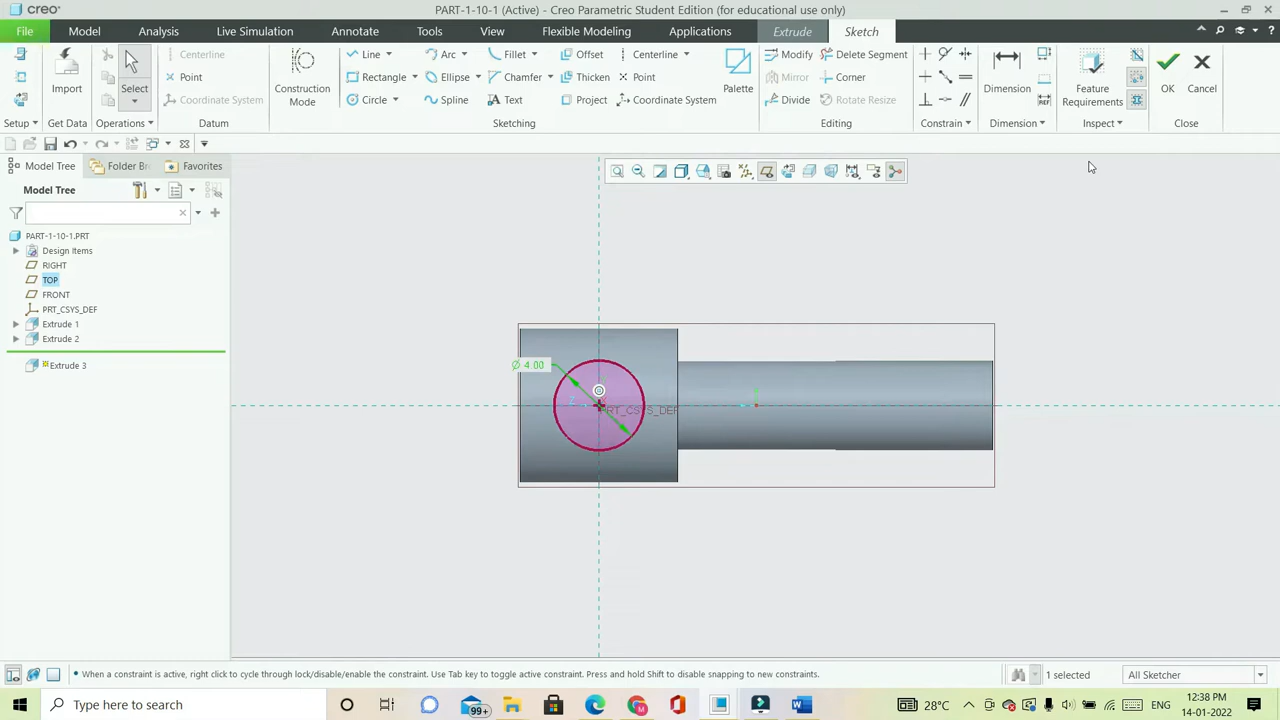 creo
PART-1-10-1 (Active) - Creo Parametric Student Edition (for educational use only)
File Model Analysis Live Simulation Annotate Tools View Flexible Modeling Applications Extrude Sketch
Import Select Centerline Point Coordinate System
Construction Mode
Line Arc Fillet Offset Centerline
Rectangle Ellipse Chamfer Thicken Point
Circle Spline Text Project Coordinate System
Palette
Modify Delete Segment
Mirror Corner
Divide Rotate Resize
Dimension
Feature Requirements
OK Cancel
Setup Get Data Operations Datum Sketching Editing Constrain Dimension Inspect Close
Model Tree Folder Br Favorites
Model Tree
PART-1-10-1.PRT
Design Items
RIGHT
TOP
FRONT
PRT_CSYS_DEF
Extrude 1
Extrude 2
Extrude 3
Ø 4.00
PRT_CSYS_DEF
• When a constraint is active, right click to cycle through lock/disable/enable the constraint. Use Tab key to toggle active constraint. Press and hold Shift to disable snapping to new constraints.
1 selected
All Sketcher
Type here to search
99+
28°C
ENG
12:38 PM
14-01-2022